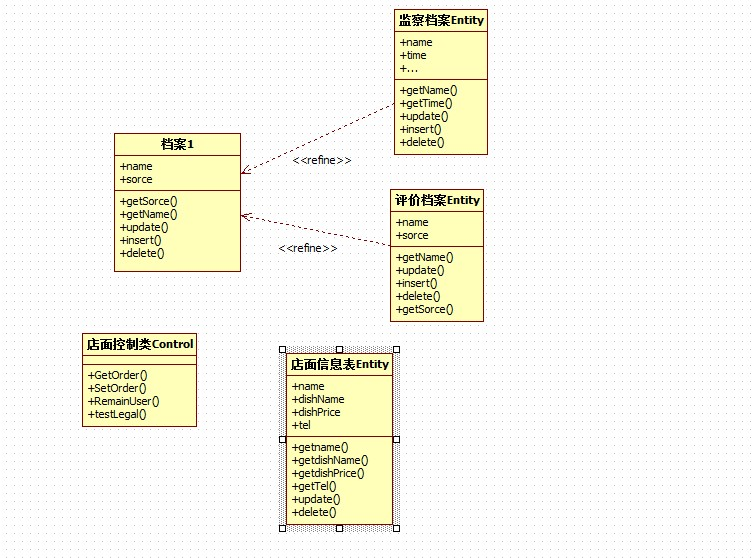 监察档案Entity
+name
+time
+...
+getName()
+getTime()
+update()
+insert()
+delete()
档案1
+name
+sorce
+getSorce()
+getName()
+update()
+insert()
+delete()
<<refine>>
评价档案Entity
+name
+sorce
+getName()
+update()
+insert()
+delete()
+getSorce()
<<refine>>
店面控制类Control
+GetOrder()
+SetOrder()
+RemainUser()
+testLegal()
店面信息表Entity
+name
+dishName
+dishPrice
+tel
+getname()
+getdishName()
+getdishPrice()
+getTel()
+update()
+delete()